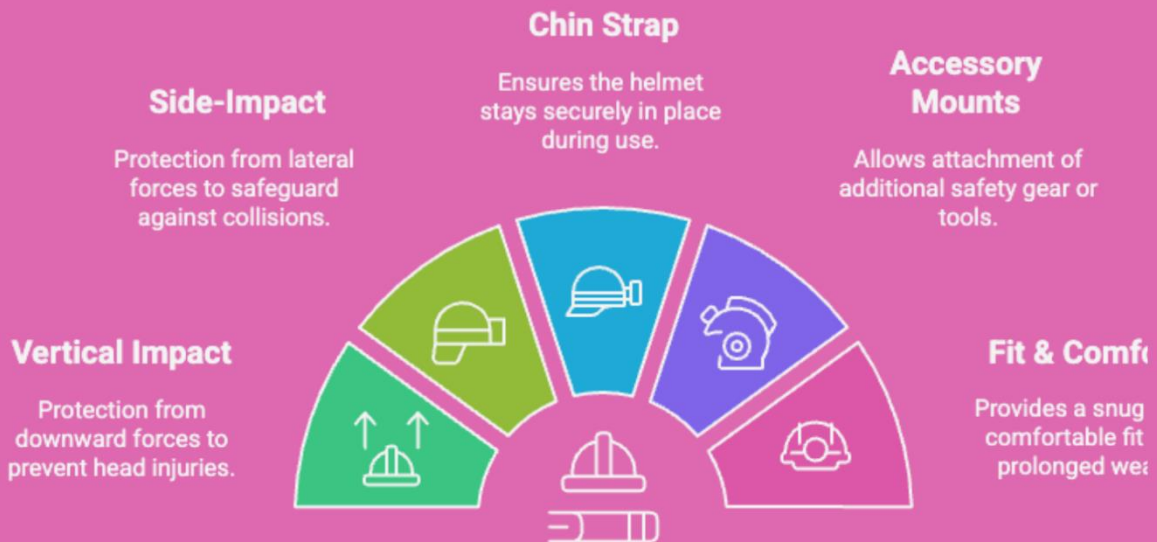 Vertical Impact
Protection from
downward forces to
prevent head injuries.
Side-Impact
Protection from lateral
forces to safeguard
against collisions.
Chin Strap
Ensures the helmet
stays securely in place
during use.
Accessory
Mounts
Allows attachment of
additional safety gear or
tools.
Fit &
Provides a snug
comfortable fit
prolonged